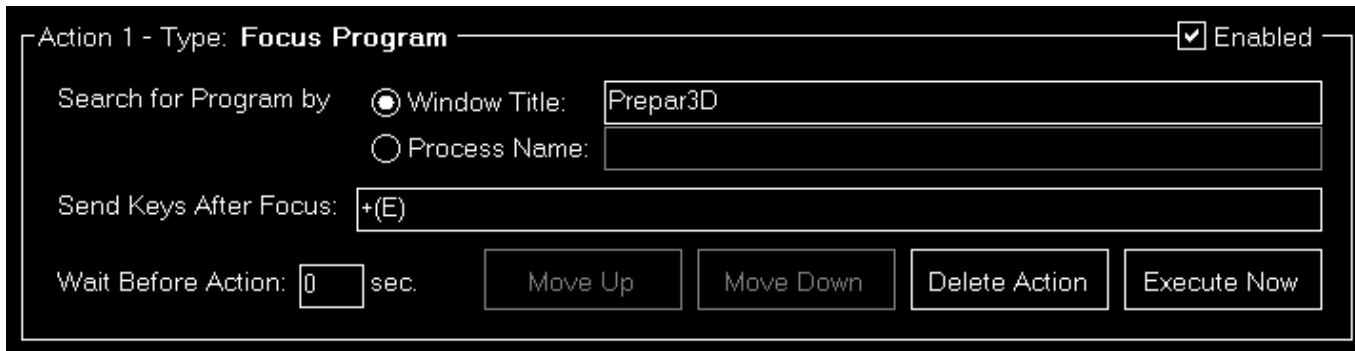 Action 1 - Type: Focus Program Enabled
Search for Program by Window Title: Prepar3D
Process Name:
Send Keys After Focus: +(E)
Wait Before Action: 0 sec. Move Up Move Down Delete Action Execute Now